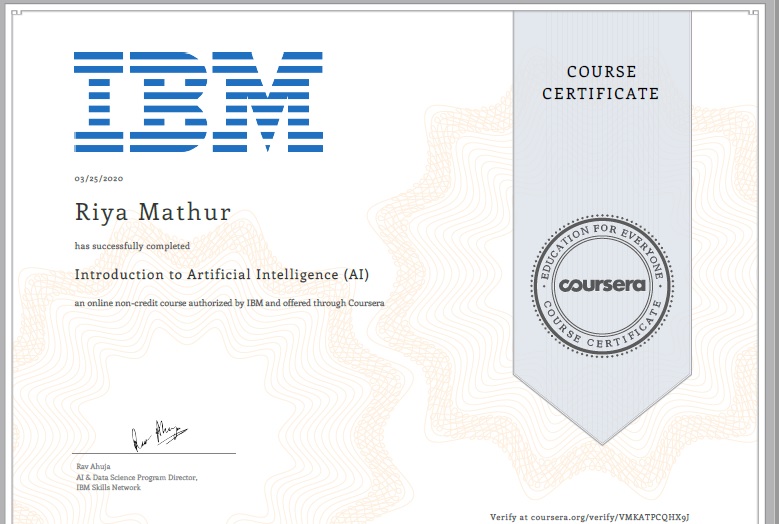 IBM
COURSE
CERTIFICATE
03/25/2020
Riya Mathur
has successfully completed
Introduction to Artificial Intelligence (AI)
an online non-credit course authorized by IBM and offered through Coursera
EDUCATION FOR EVERYONE
coursera
COURSE CERTIFICATE
Rav Ahuja
Rav Ahuja
AI & Data Science Program Director,
IBM Skills Network
Verify at coursera.org/verify/VMKATPCQHX9J